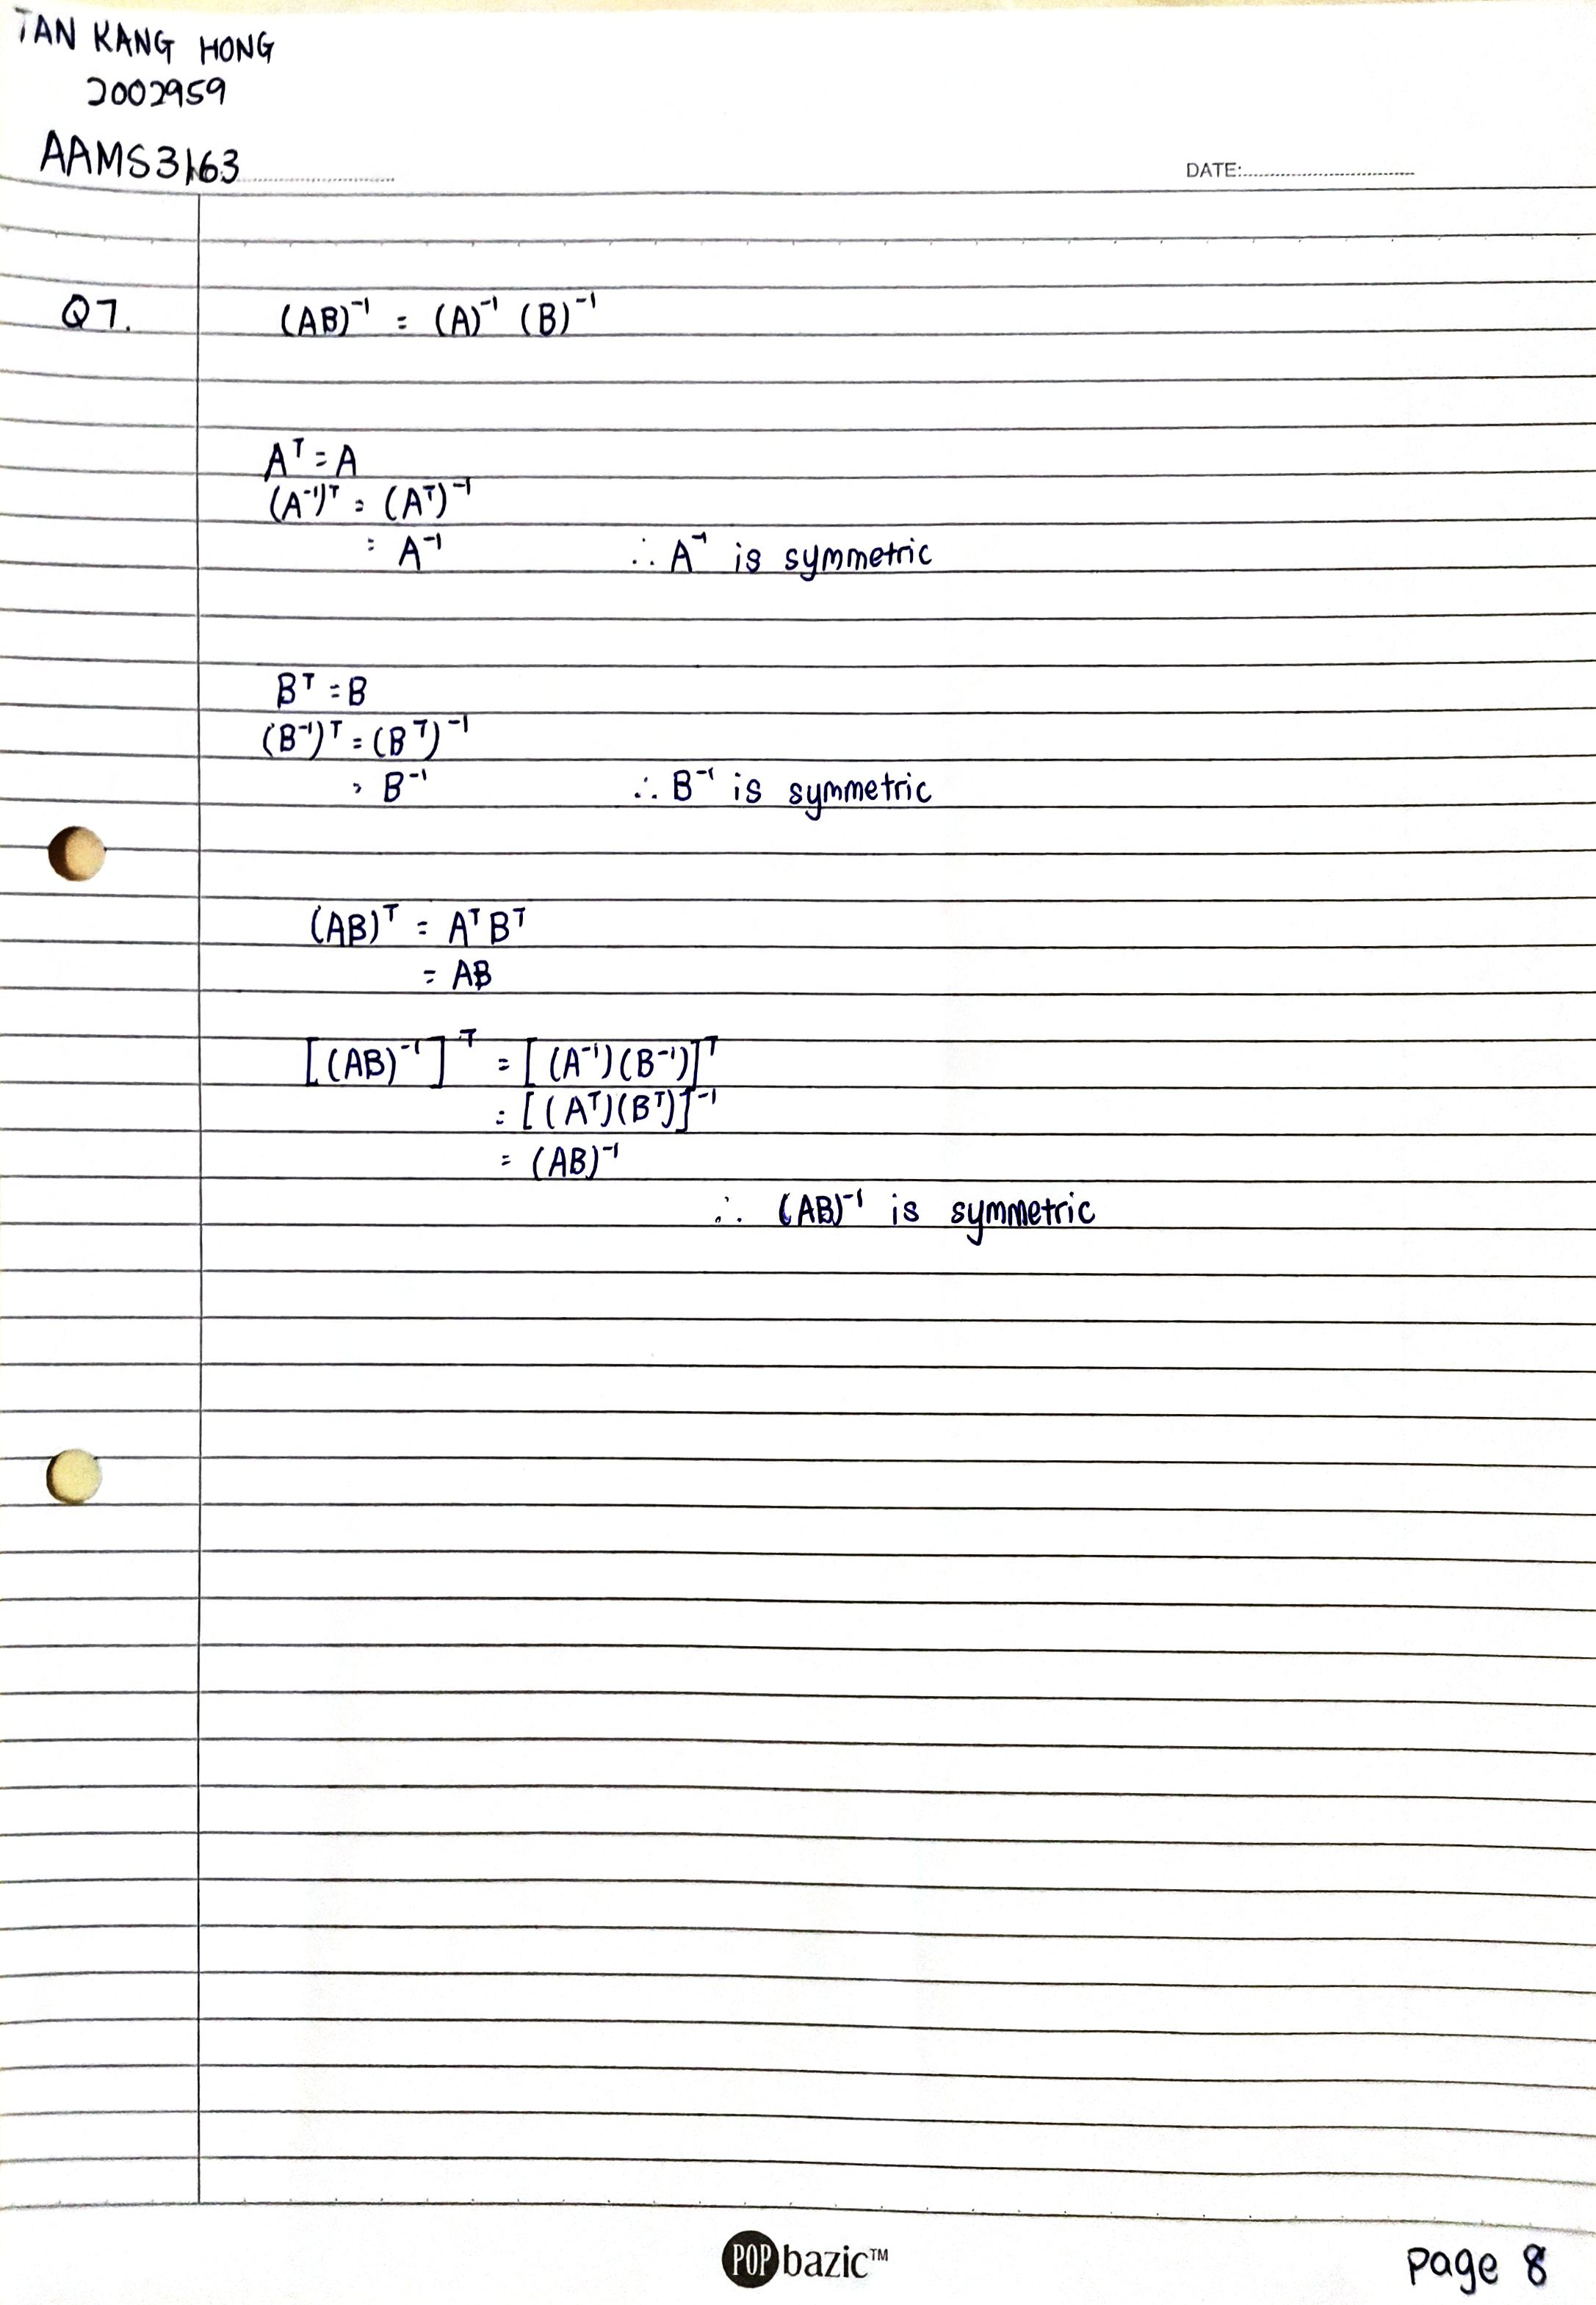 TAN KANG HONG
2002959
AAMS3163
DATE:
Q7. (AB)⁻¹ = (A)⁻¹ (B)⁻¹
Aᵀ = A
(A⁻¹)ᵀ = (Aᵀ)⁻¹
= A⁻¹ ∴ A⁻¹ is symmetric
Bᵀ = B
(B⁻¹)ᵀ = (Bᵀ)⁻¹
= B⁻¹ ∴ B⁻¹ is symmetric
(AB)ᵀ = AᵀBᵀ
= AB
[(AB)⁻¹]ᵀ = [(A⁻¹)(B⁻¹)]ᵀ
= [(Aᵀ)(Bᵀ)]⁻¹
= (AB)⁻¹
∴ (AB)⁻¹ is symmetric
POP bazic™
page 8